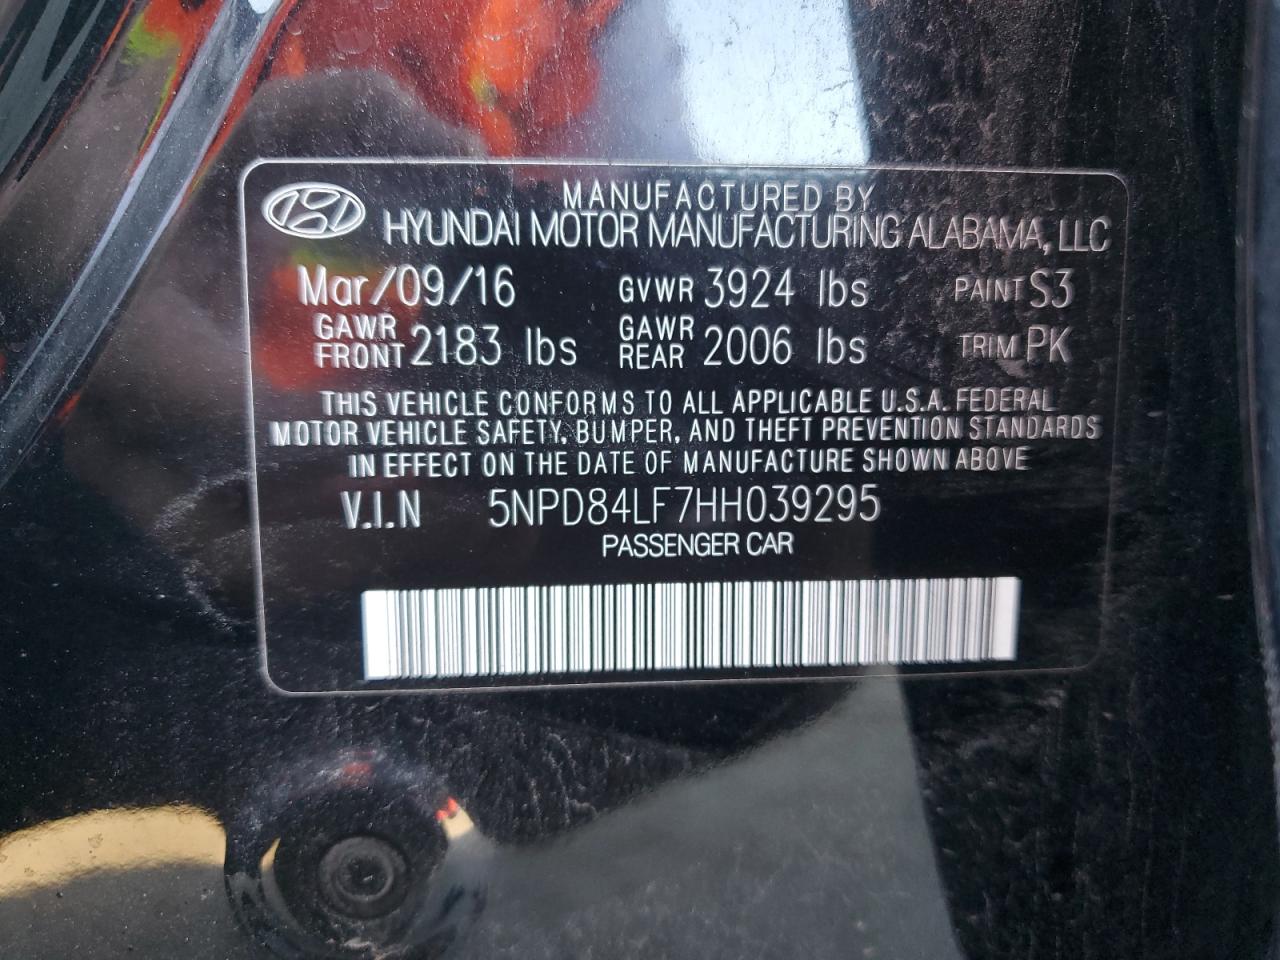 MANUFACTURED BY
HYUNDAI MOTOR MANUFACTURING ALABAMA, LLC
Mar/09/16 GVWR 3924 lbs PAINT S3
GAWR FRONT 2183 lbs GAWR REAR 2006 lbs TRIM PK
THIS VEHICLE CONFORMS TO ALL APPLICABLE U.S.A. FEDERAL
MOTOR VEHICLE SAFETY, BUMPER, AND THEFT PREVENTION STANDARDS
IN EFFECT ON THE DATE OF MANUFACTURE SHOWN ABOVE
V.I.N 5NPD84LF7HH039295
PASSENGER CAR